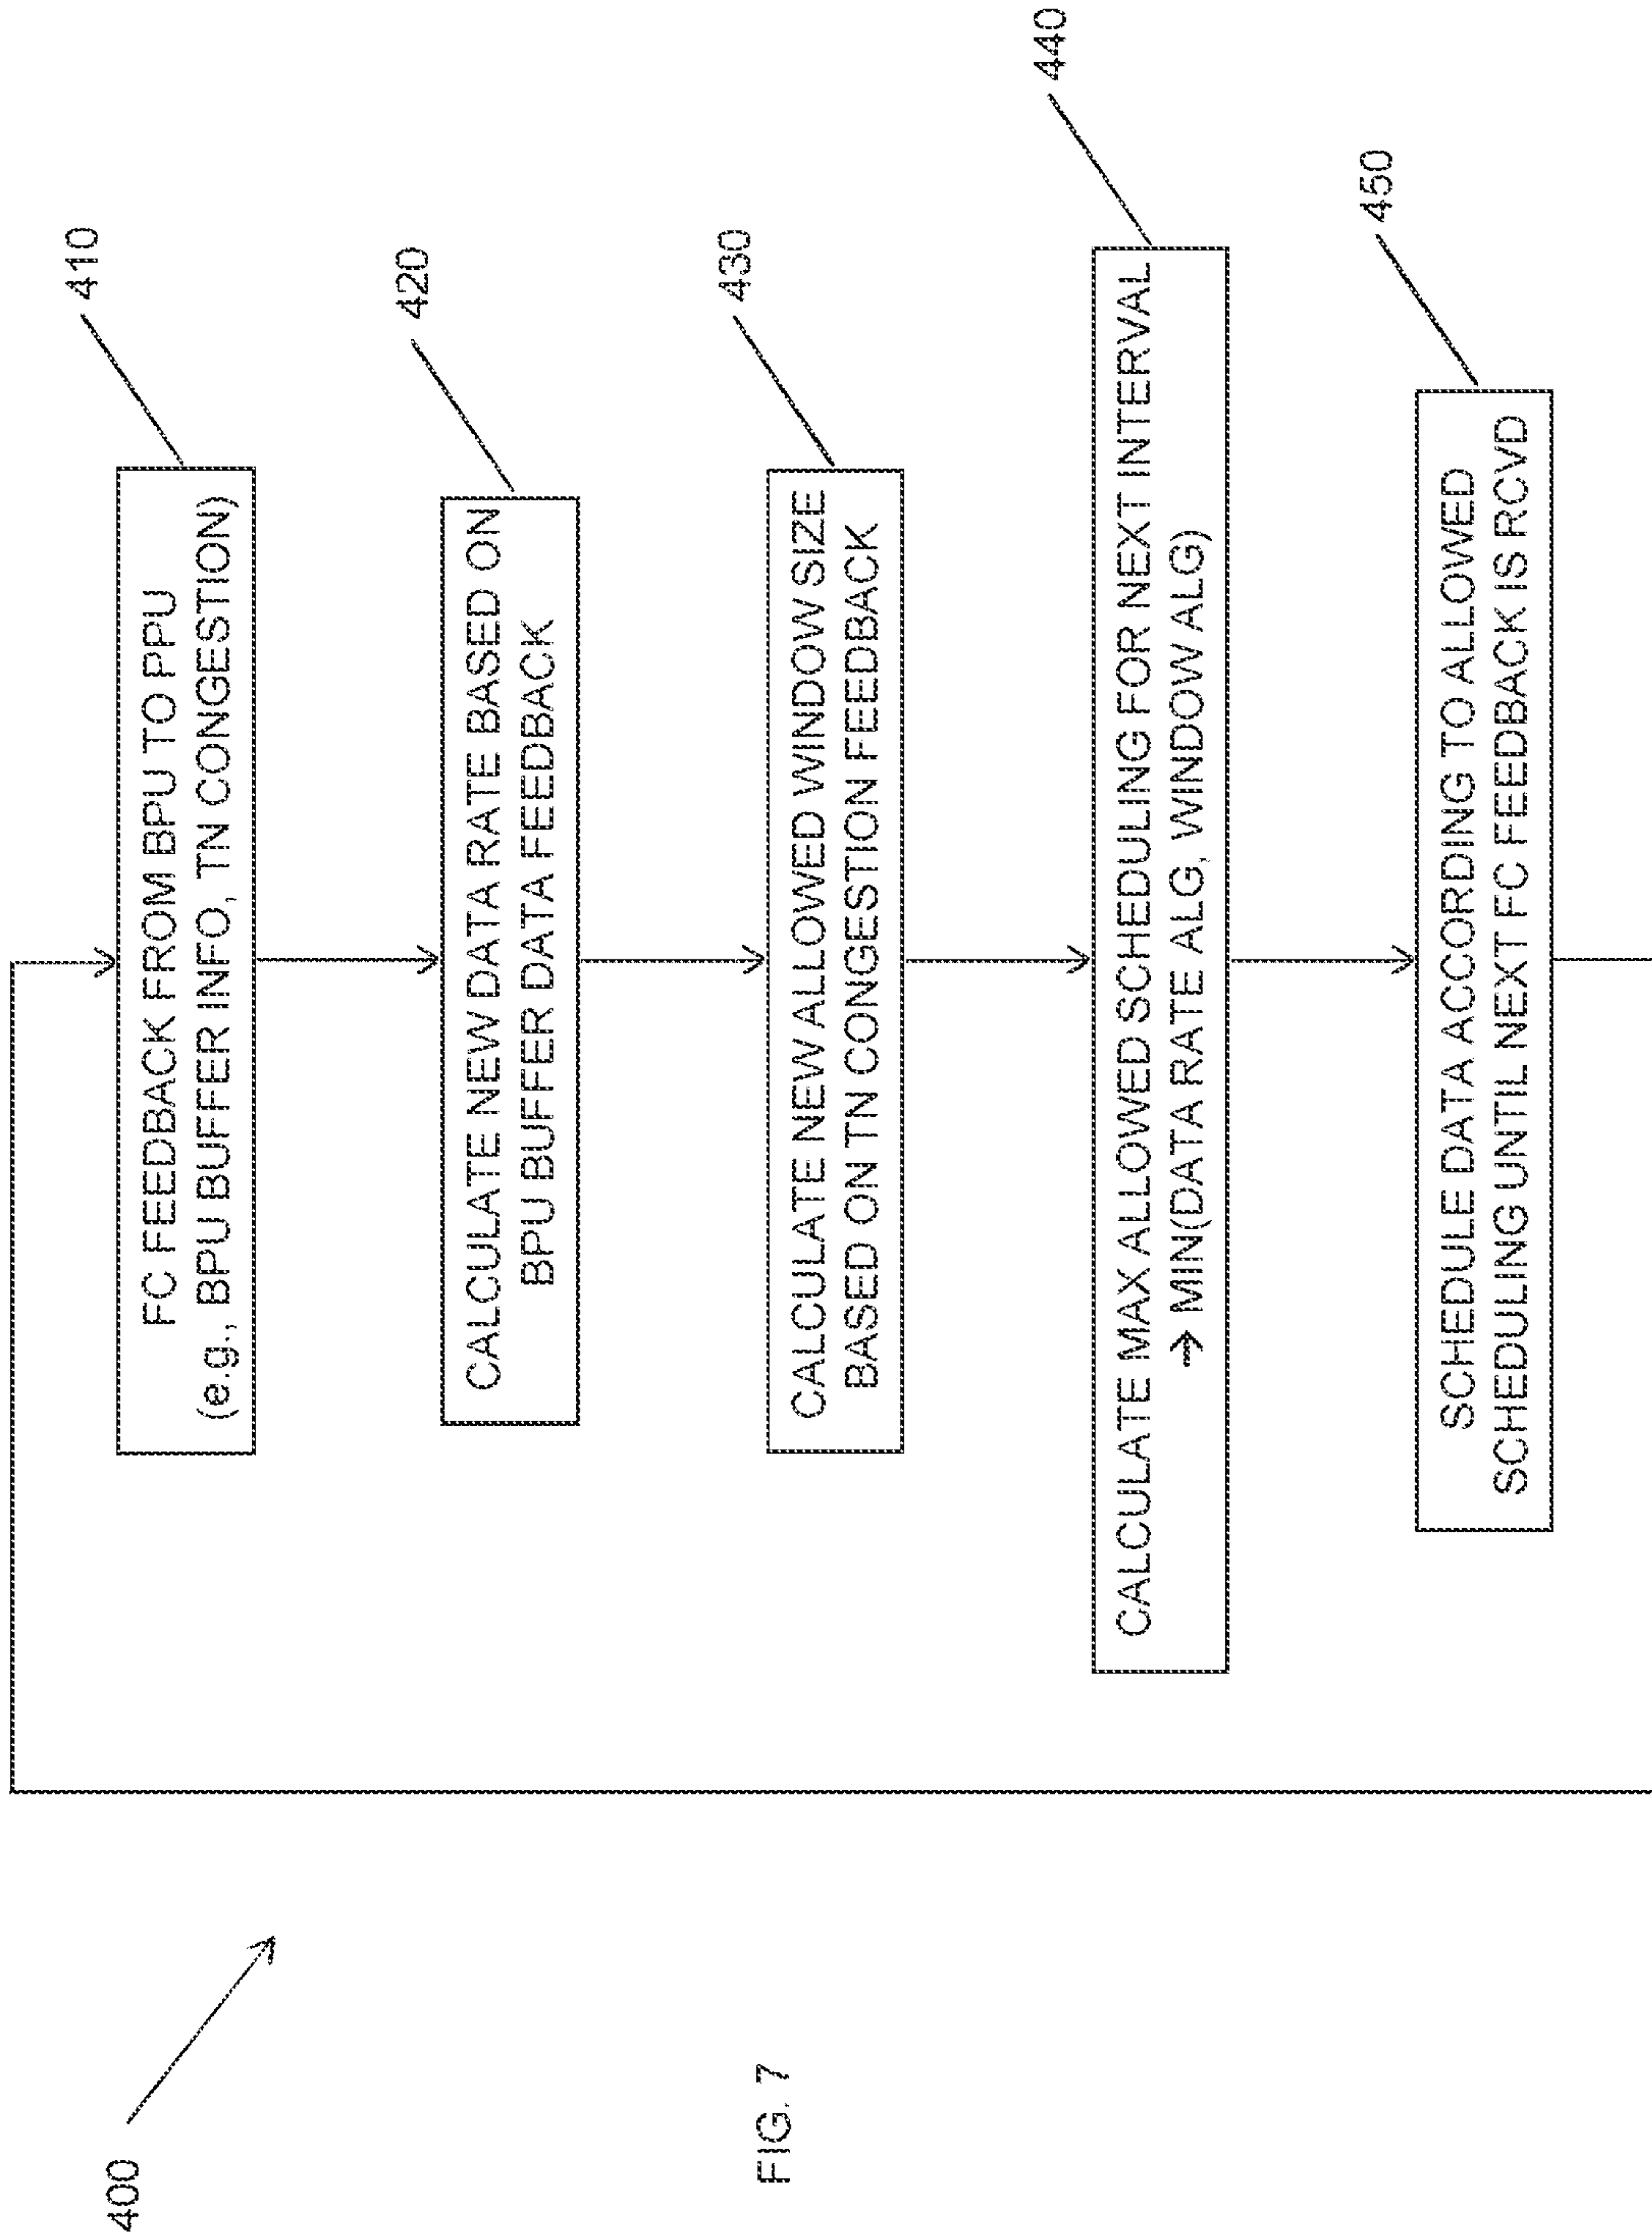 400
FC FEEDBACK FROM BPU TO PPU
(e.g., BPU BUFFER INFO, TN CONGESTION)
410
CALCULATE NEW DATA RATE BASED ON
BPU BUFFER DATA FEEDBACK
420
CALCULATE NEW ALLOWED WINDOW SIZE
BASED ON TN CONGESTION FEEDBACK
430
CALCULATE MAX ALLOWED SCHEDULING FOR NEXT INTERVAL
→ MIN(DATA RATE ALG, WINDOW ALG)
440
SCHEDULE DATA ACCORDING TO ALLOWED
SCHEDULING UNTIL NEXT FC FEEDBACK IS RCVD
450
FIG. 7